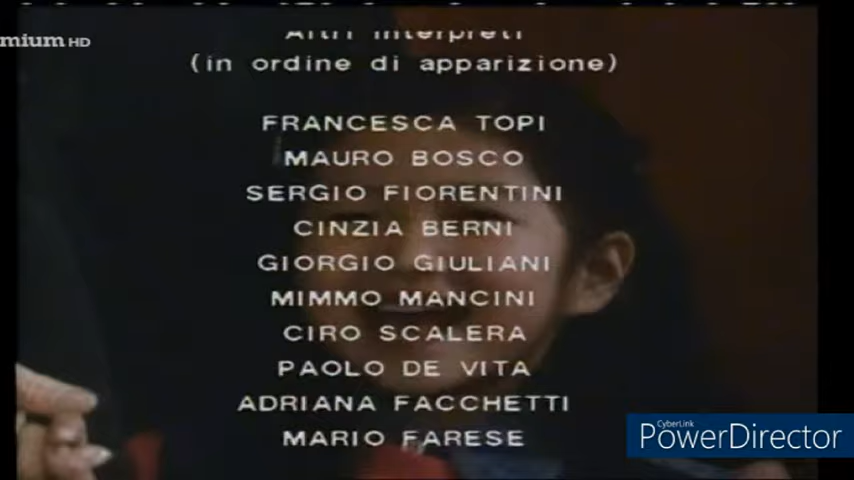 mium HD
Altri interpreti
(in ordine di apparizione)
FRANCESCA TOPI
MAURO BOSCO
SERGIO FIORENTINI
CINZIA BERNI
GIORGIO GIULIANI
MIMMO MANCINI
CIRO SCALERA
PAOLO DE VITA
ADRIANA FACCHETTI
MARIO FARESE
CyberLink
PowerDirector